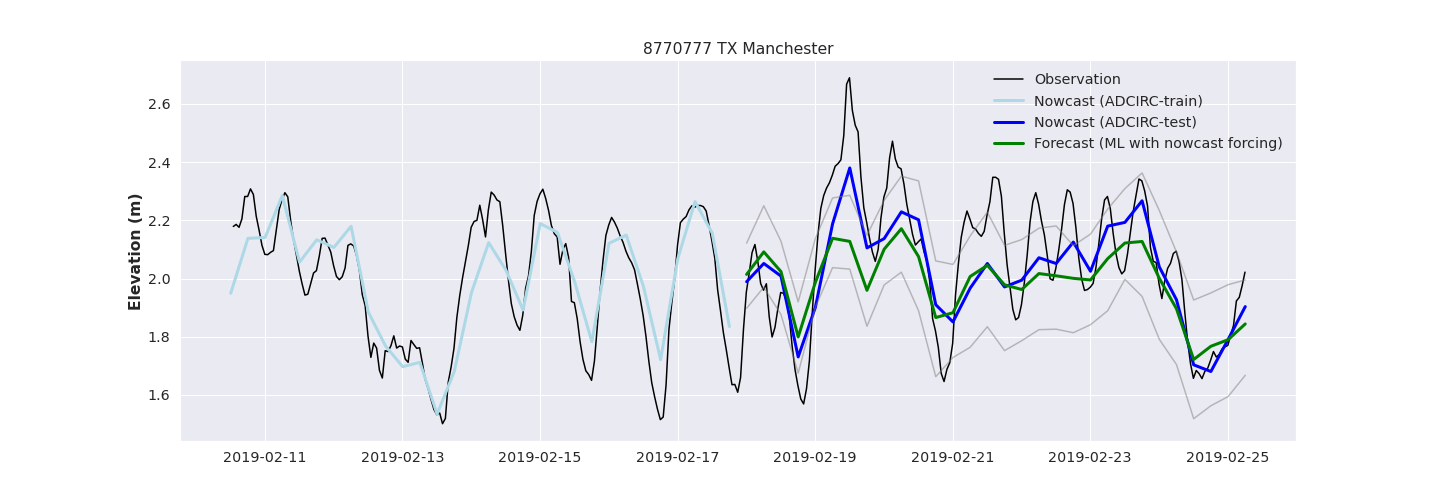 8770777 TX Manchester
Observation
Nowcast (ADCIRC-train)
Nowcast (ADCIRC-test)
Forecast (ML with nowcast forcing)
Elevation (m)
2.6
2.4
2.2
2.0
1.8
1.6
2019-02-11
2019-02-13
2019-02-15
2019-02-17
2019-02-19
2019-02-21
2019-02-23
2019-02-25